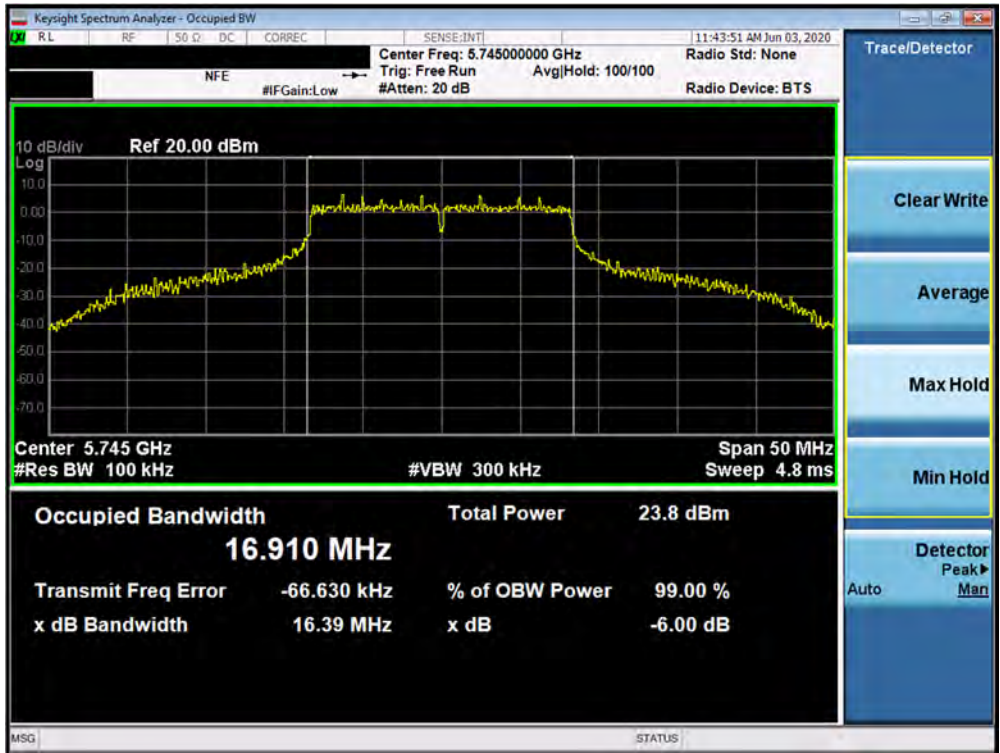 Keysight Spectrum Analyzer - Occupied BW
LXI RL RF 50 Ω DC CORREC SENSE:INT 11:43:51 AM Jun 03, 2020
Center Freq: 5.745000000 GHz Radio Std: None
NFE Trig: Free Run Avg|Hold: 100/100
#IFGain:Low #Atten: 20 dB Radio Device: BTS
Trace/Detector
10 dB/div Ref 20.00 dBm
Log
10.0
0.00
-10.0
-20.0
-30.0
-40.0
-50.0
-60.0
-70.0
Center 5.745 GHz Span 50 MHz
#Res BW 100 kHz #VBW 300 kHz Sweep 4.8 ms
Occupied Bandwidth Total Power 23.8 dBm
16.910 MHz
Transmit Freq Error -66.630 kHz % of OBW Power 99.00 %
x dB Bandwidth 16.39 MHz x dB -6.00 dB
Clear Write
Average
Max Hold
Min Hold
Detector
Peak▶
Auto Man
MSG STATUS